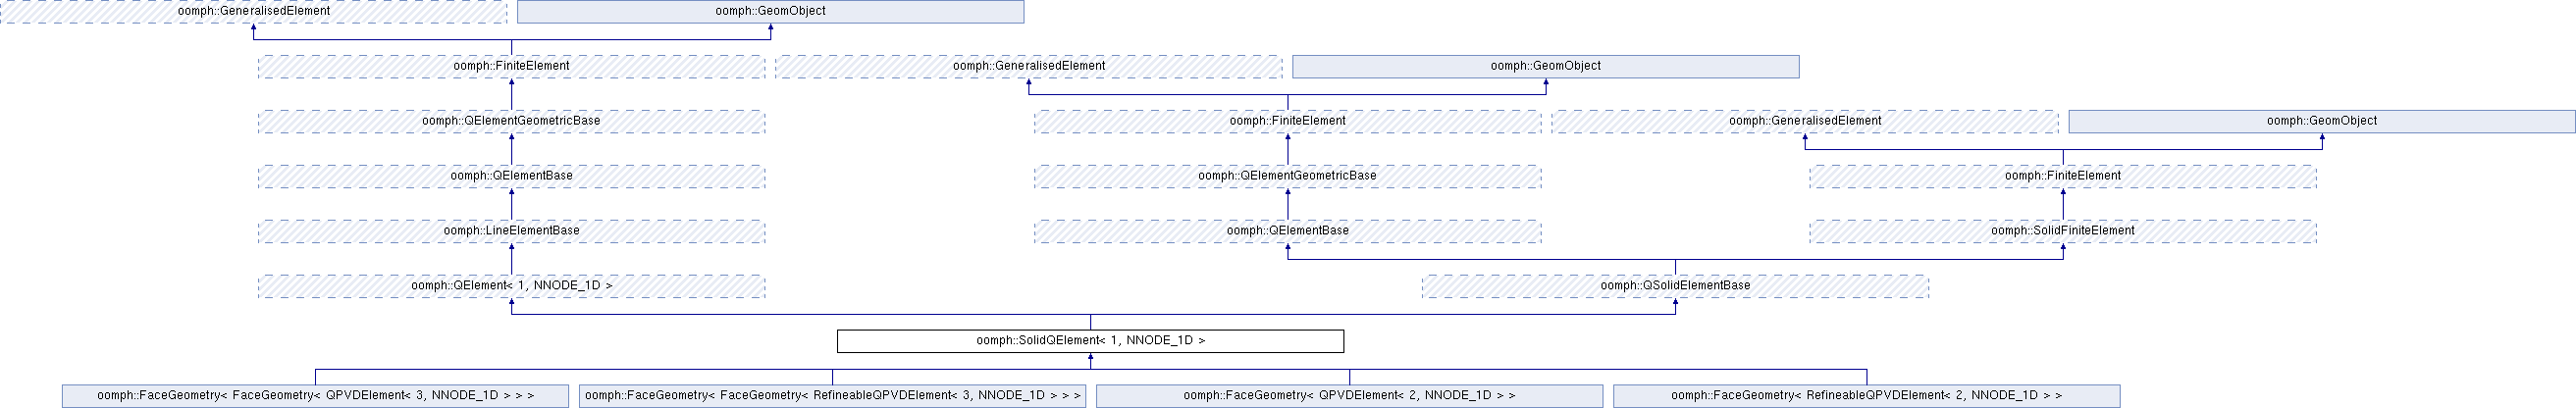 oomph::GeneralisedElement
oomph::GeomObject
oomph::FiniteElement
oomph::GeneralisedElement
oomph::GeomObject
oomph::QElementGeometricBase
oomph::FiniteElement
oomph::GeneralisedElement
oomph::GeomObject
oomph::QElementBase
oomph::QElementGeometricBase
oomph::FiniteElement
oomph::LineElementBase
oomph::QElementBase
oomph::SolidFiniteElement
oomph::QElement< 1, NNODE_1D >
oomph::QSolidElementBase
oomph::SolidQElement< 1, NNODE_1D >
oomph::FaceGeometry< FaceGeometry< QPVDElement< 3, NNODE_1D > > >
oomph::FaceGeometry< FaceGeometry< RefineableQPVDElement< 3, NNODE_1D > > >
oomph::FaceGeometry< QPVDElement< 2, NNODE_1D > >
oomph::FaceGeometry< RefineableQPVDElement< 2, NNODE_1D > >